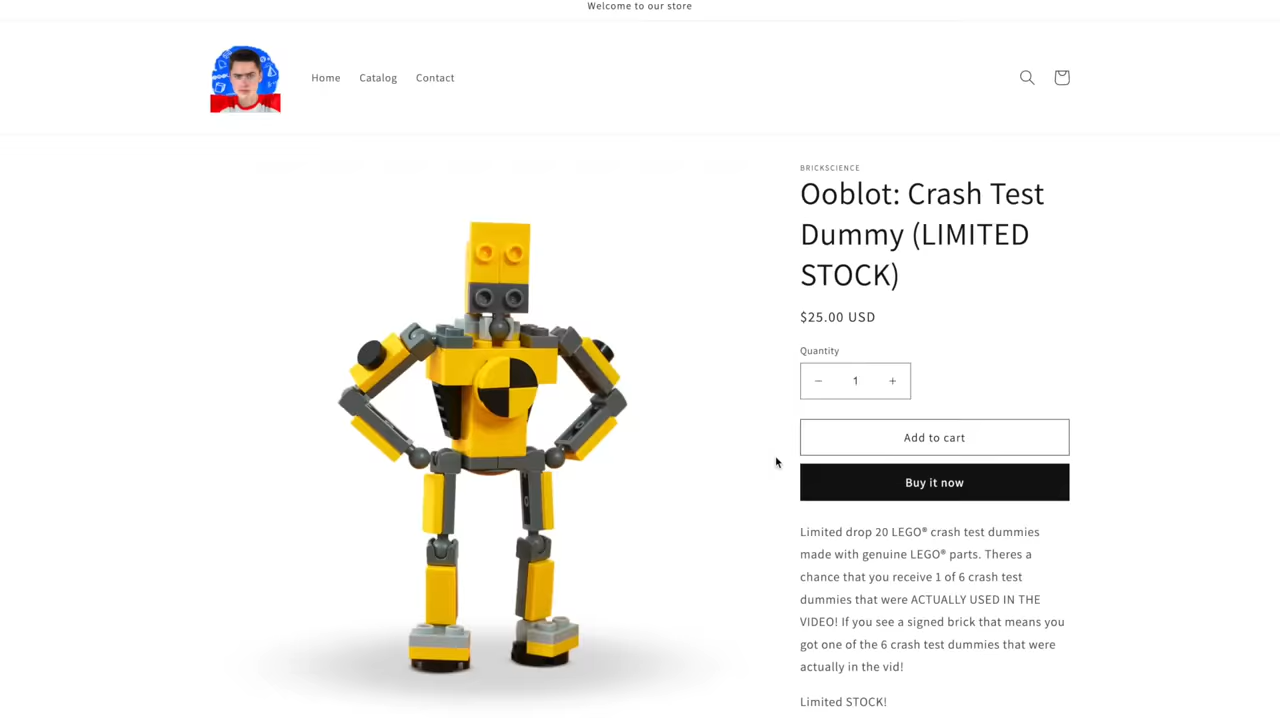 Welcome to our store
Home
Catalog
Contact
BRICKSCIENCE
Ooblot: Crash Test
Dummy (LIMITED
STOCK)
$25.00 USD
Quantity
− 1 +
Add to cart
Buy it now
Limited drop 20 LEGO® crash test dummies
made with genuine LEGO® parts. Theres a
chance that you receive 1 of 6 crash test
dummies that were ACTUALLY USED IN THE
VIDEO! If you see a signed brick that means you
got one of the 6 crash test dummies that were
actually in the vid!
Limited STOCK!